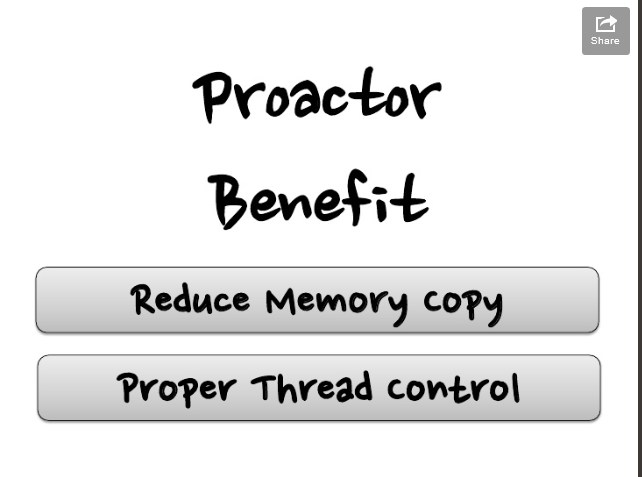 Share
Proactor
Benefit
Reduce Memory Copy
Proper Thread Control